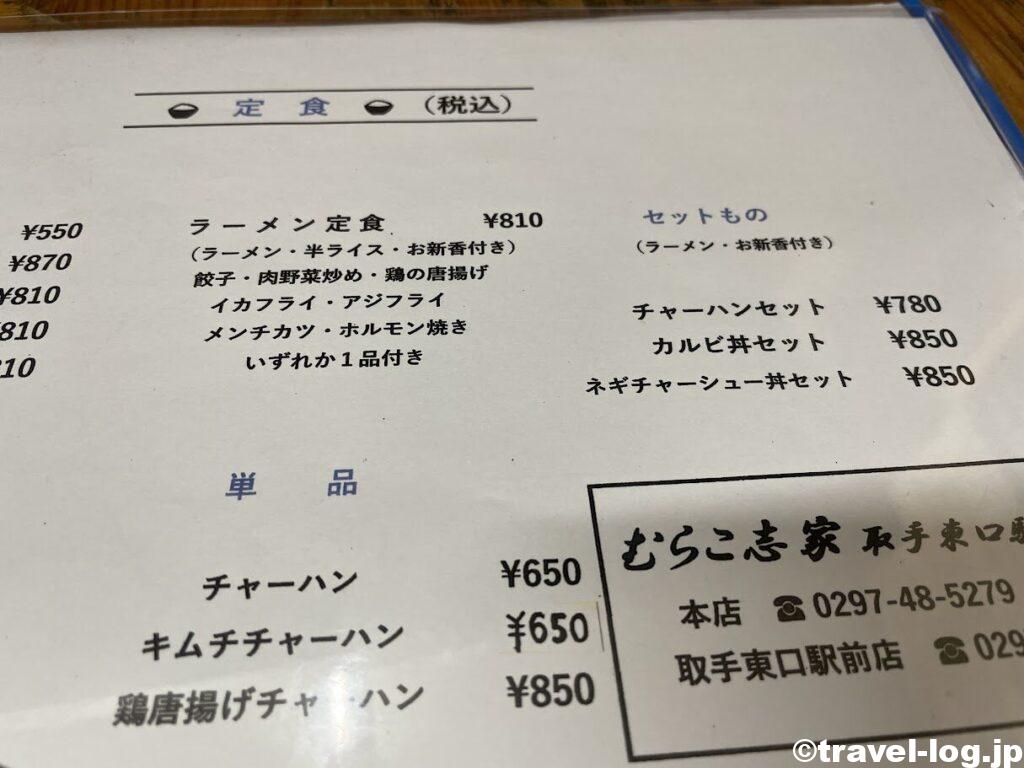 定食 (税込)
¥550
¥870
¥810
ラーメン定食 ¥810
(ラーメン・半ライス・お新香付き)
餃子・肉野菜炒め・鶏の唐揚げ
イカフライ・アジフライ
メンチカツ・ホルモン焼き
いずれか1品付き
セットもの
(ラーメン・お新香付き)
チャーハンセット ¥780
カルビ丼セット ¥850
ネギチャーシュー丼セット ¥850
単品
チャーハン ¥650
キムチチャーハン ¥650
鶏唐揚げチャーハン ¥850
むらこ志家 取手東口
本店 ☎0297-48-5279
取手東口駅前店 ☎029
©travel-log.jp